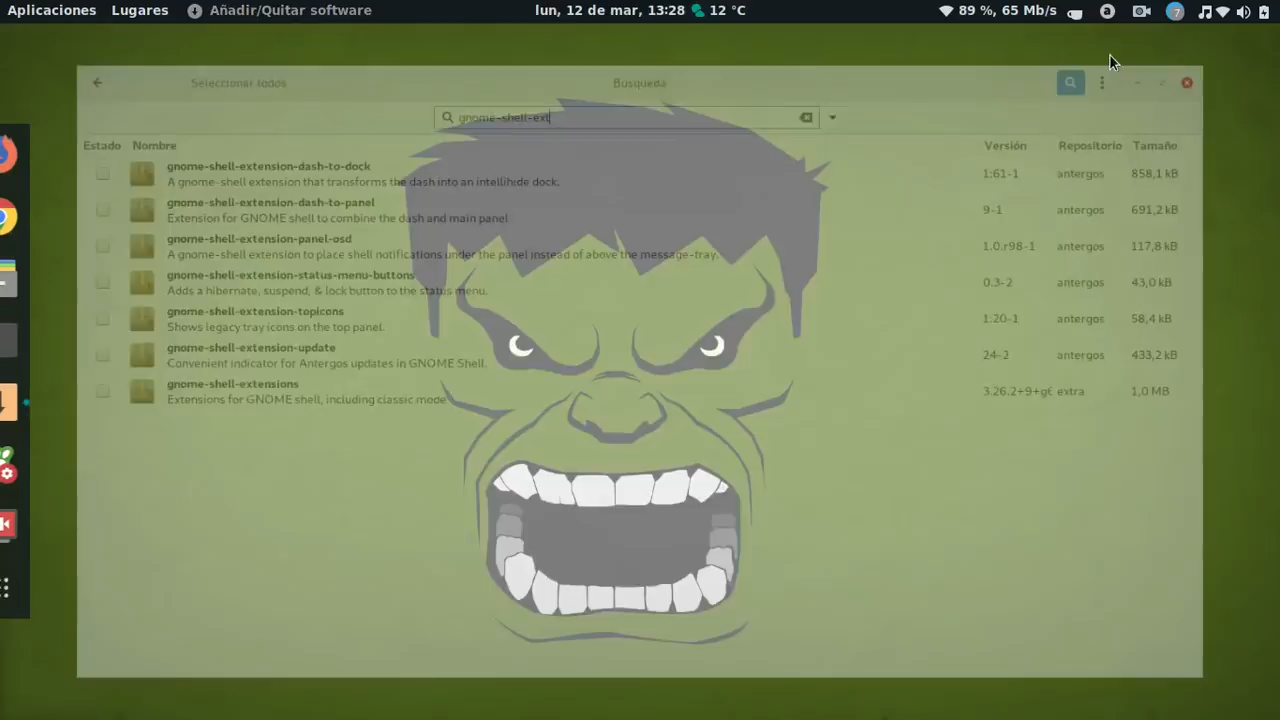 Aplicaciones Lugares Añadir/Quitar software lun, 12 de mar, 13:28 12 °C 89 %, 65 Mb/s
Seleccionar todos Búsqueda
gnome-shell-ext
Estado Nombre Versión Repositorio Tamaño
gnome-shell-extension-dash-to-dock
A gnome-shell extension that transforms the dash into an intellihide dock.
1:61-1 antergos 858,1 kB
gnome-shell-extension-dash-to-panel
Extension for GNOME shell to combine the dash and main panel
9-1 antergos 691,2 kB
gnome-shell-extension-panel-osd
A gnome-shell extension to place shell notifications under the panel instead of above the message-tray.
1.0.r98-1 antergos 117,8 kB
gnome-shell-extension-status-menu-buttons
Adds a hibernate, suspend, & lock button to the status menu.
0.3-2 antergos 43,0 kB
gnome-shell-extension-topicons
Shows legacy tray icons on the top panel.
1:20-1 antergos 58,4 kB
gnome-shell-extension-update
Convenient indicator for Antergos updates in GNOME Shell.
24-2 antergos 433,2 kB
gnome-shell-extensions
Extensions for GNOME shell, including classic mode
3.26.2+9+g6 extra 1,0 MB